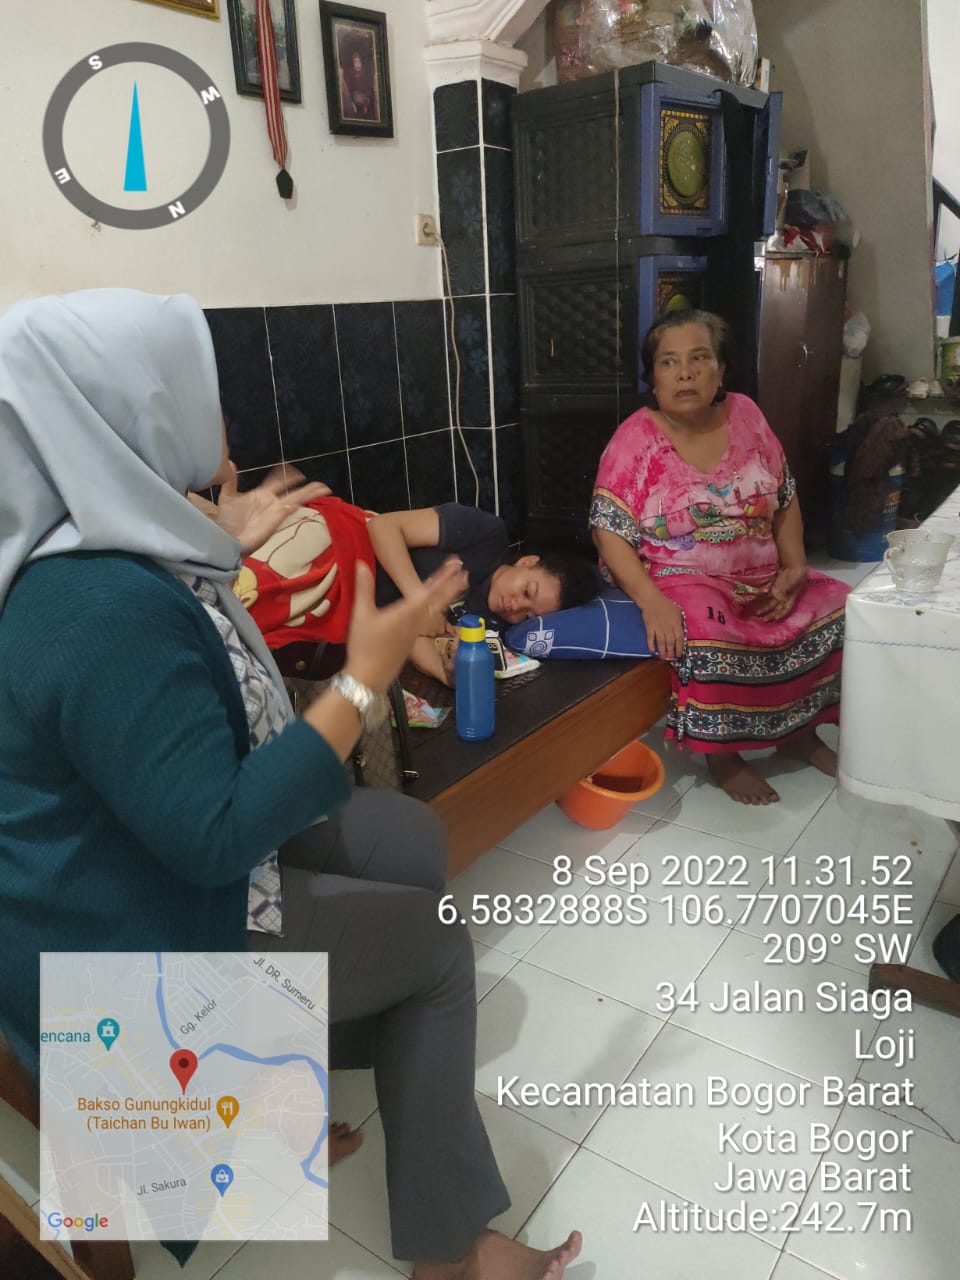 S
W
E
N
18
8 Sep 2022 11.31.52
6.5832888S 106.7707045E
209° SW
34 Jalan Siaga
Loji
Kecamatan Bogor Barat
Kota Bogor
Jawa Barat
Altitude:242.7m
Jl. DR. Sumeru
Gg. Kelor
encana
Bakso Gunungkidul
(Taichan Bu Iwan)
Jl. Sakura
Google